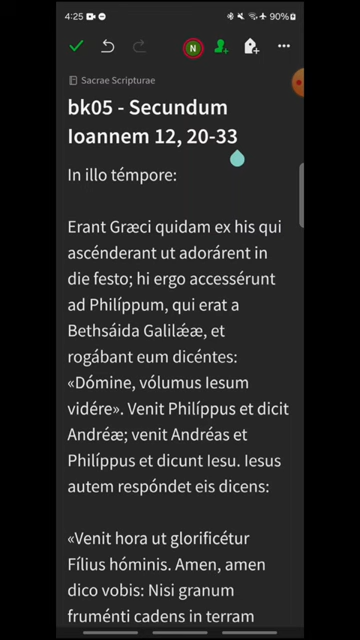 4:25
90%
N
Sacrae Scripturae
bk05 - Secundum
Ioannem 12, 20-33
In illo témpore:
Erant Græci quidam ex his qui
ascénderant ut adorárent in
die festo; hi ergo accessérunt
ad Philíppum, qui erat a
Bethsáida Galilǽæ, et
rogábant eum dicéntes:
«Dómine, vólumus Iesum
vidére». Venit Philíppus et dicit
Andréæ; venit Andréas et
Philíppus et dicunt Iesu. Iesus
autem respóndet eis dicens:
«Venit hora ut glorificétur
Fílius hóminis. Amen, amen
dico vobis: Nisi granum
fruménti cadens in terram